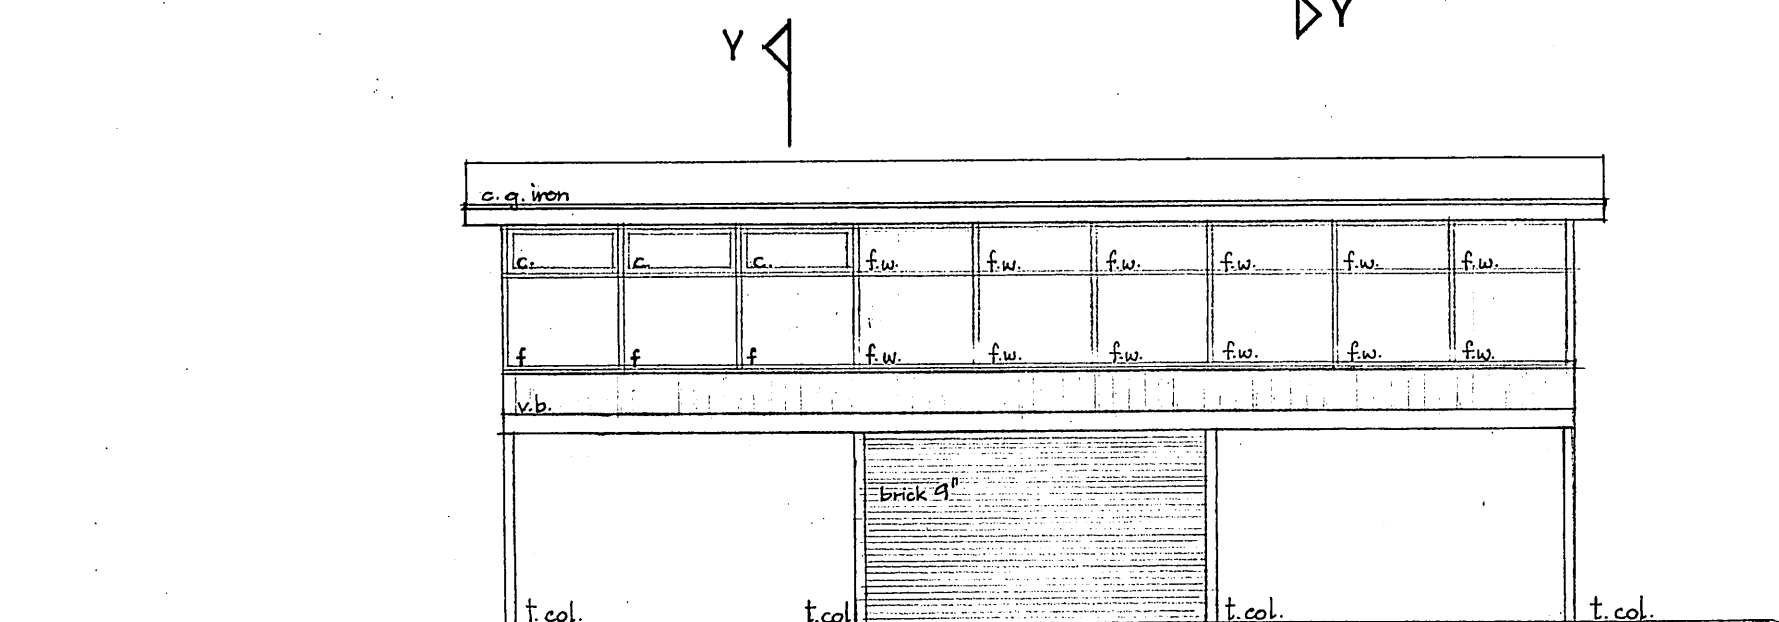 Y Y
c.g. iron
c. c. c. f.w. f.w. f.w. f.w. f.w. f.w.
f f f f.w. f.w. f.w. f.w. f.w. f.w.
v.b.
brick 9"
t.col. t.col t.col. t.col.